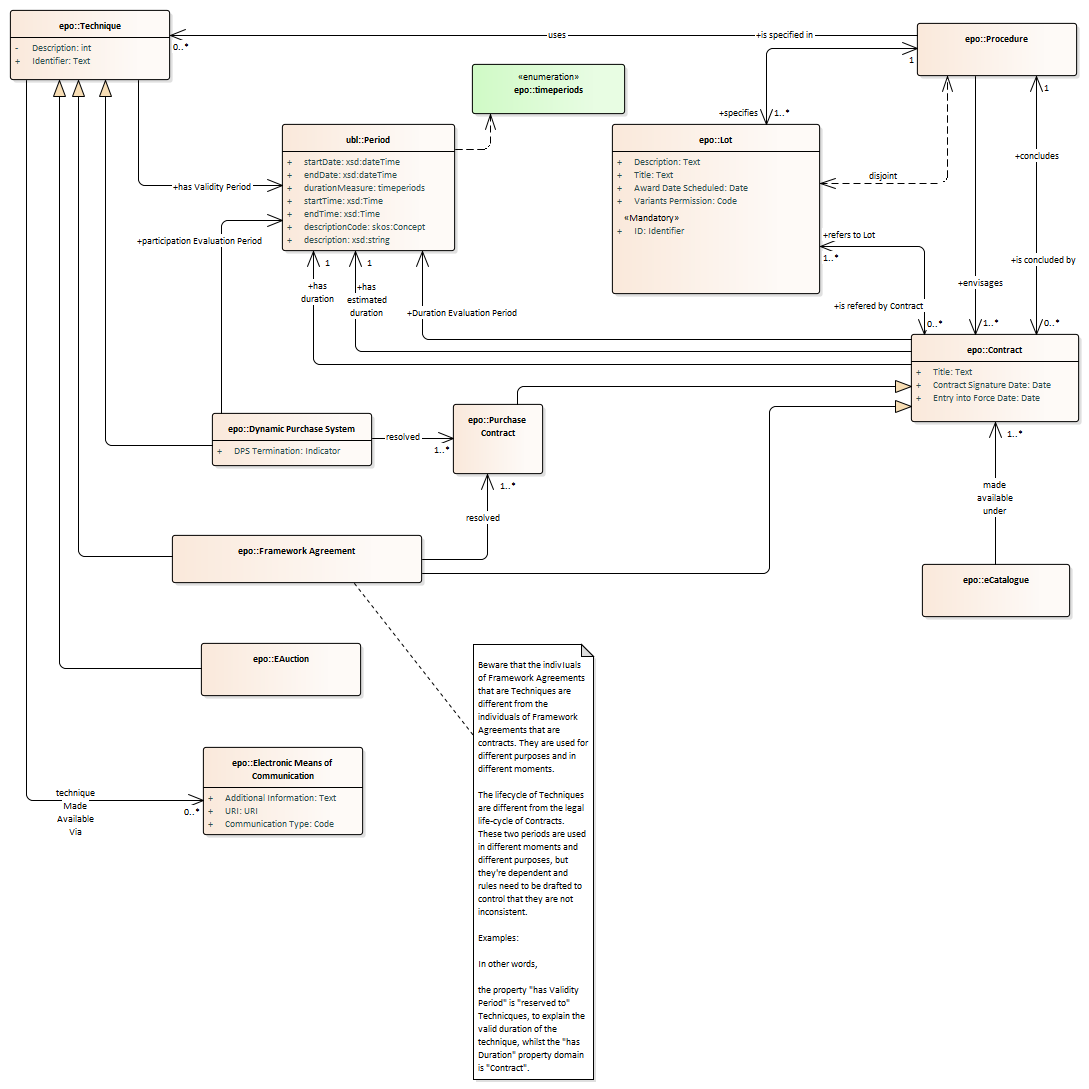 epo::Technique
- Description: int
+ Identifier: Text
0..*
uses
+is specified in
epo::Procedure
1
«enumeration»
epo::timeperiods
+specifies
1..*
ubl::Period
+ startDate: xsd:dateTime
+ endDate: xsd:dateTime
+ durationMeasure: timeperiods
+ startTime: xsd:Time
+ endTime: xsd:Time
+ descriptionCode: skos:Concept
+ description: xsd:string
epo::Lot
+ Description: Text
+ Title: Text
+ Award Date Scheduled: Date
+ Variants Permission: Code
«Mandatory»
+ ID: Identifier
disjoint
1
+concludes
+has Validity Period
+participation Evaluation Period
+refers to Lot
1..*
+is concluded by
1
+has
duration
1
+has
estimated
duration
+Duration Evaluation Period
+envisages
+is refered by Contract
0..*
1..*
0..*
epo::Contract
+ Title: Text
+ Contract Signature Date: Date
+ Entry into Force Date: Date
epo::Dynamic Purchase System
+ DPS Termination: Indicator
resolved
1..*
epo::Purchase
Contract
1..*
resolved
1..*
made
available
under
epo::Framework Agreement
epo::eCatalogue
epo::EAuction
Beware that the indivIuals
of Framework Agreements
that are Techniques are
different from the
individuals of Framework
Agreements that are
contracts. They are used for
different purposes and in
different moments.
The lifecycle of Techniques
are different from the legal
life-cycle of Contracts.
These two periods are used
in different moments and
different purposes, but
they're dependent and
rules need to be drafted to
control that they are not
inconsistent.
Examples:
In other words,
the property "has Validity
Period" is "reserved to"
Technicques, to explain the
valid duration of the
technique, whilst the "has
Duration" property domain
is "Contract".
epo::Electronic Means of
Communication
+ Additional Information: Text
+ URI: URI
+ Communication Type: Code
technique
Made
Available
Via
0..*